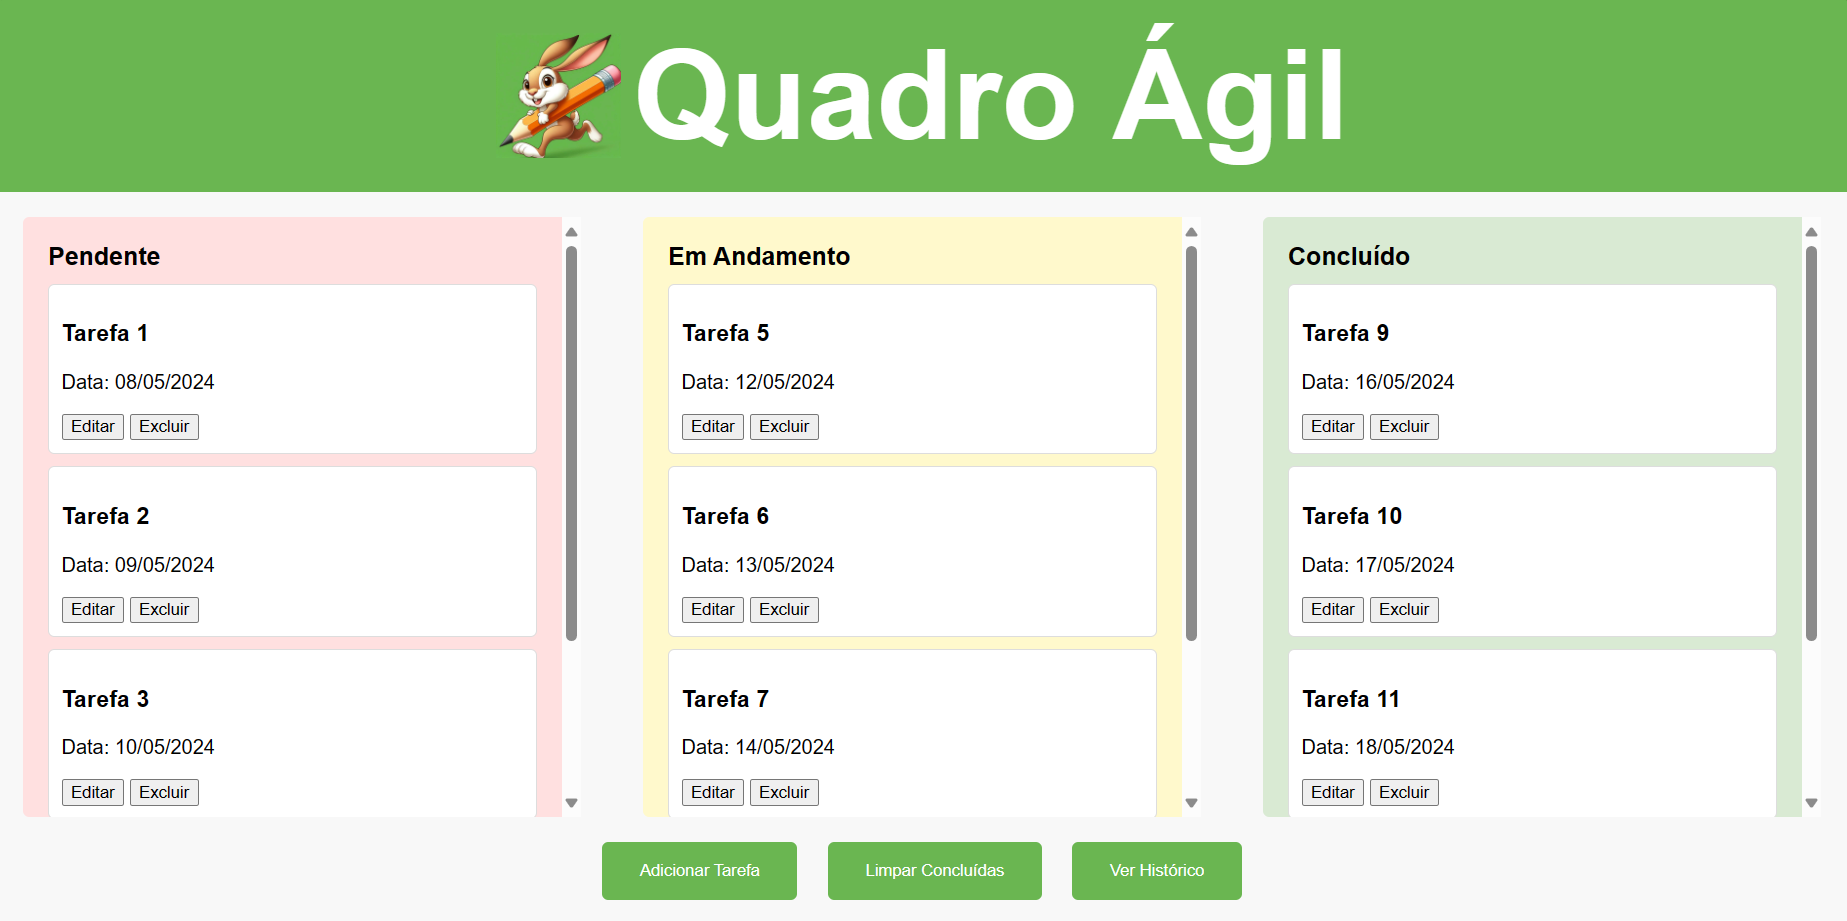 Quadro Ágil
Pendente
Tarefa 1
Data: 08/05/2024
Editar Excluir
Tarefa 2
Data: 09/05/2024
Editar Excluir
Tarefa 3
Data: 10/05/2024
Editar Excluir
Em Andamento
Tarefa 5
Data: 12/05/2024
Editar Excluir
Tarefa 6
Data: 13/05/2024
Editar Excluir
Tarefa 7
Data: 14/05/2024
Editar Excluir
Concluído
Tarefa 9
Data: 16/05/2024
Editar Excluir
Tarefa 10
Data: 17/05/2024
Editar Excluir
Tarefa 11
Data: 18/05/2024
Editar Excluir
Adicionar Tarefa
Limpar Concluídas
Ver Histórico